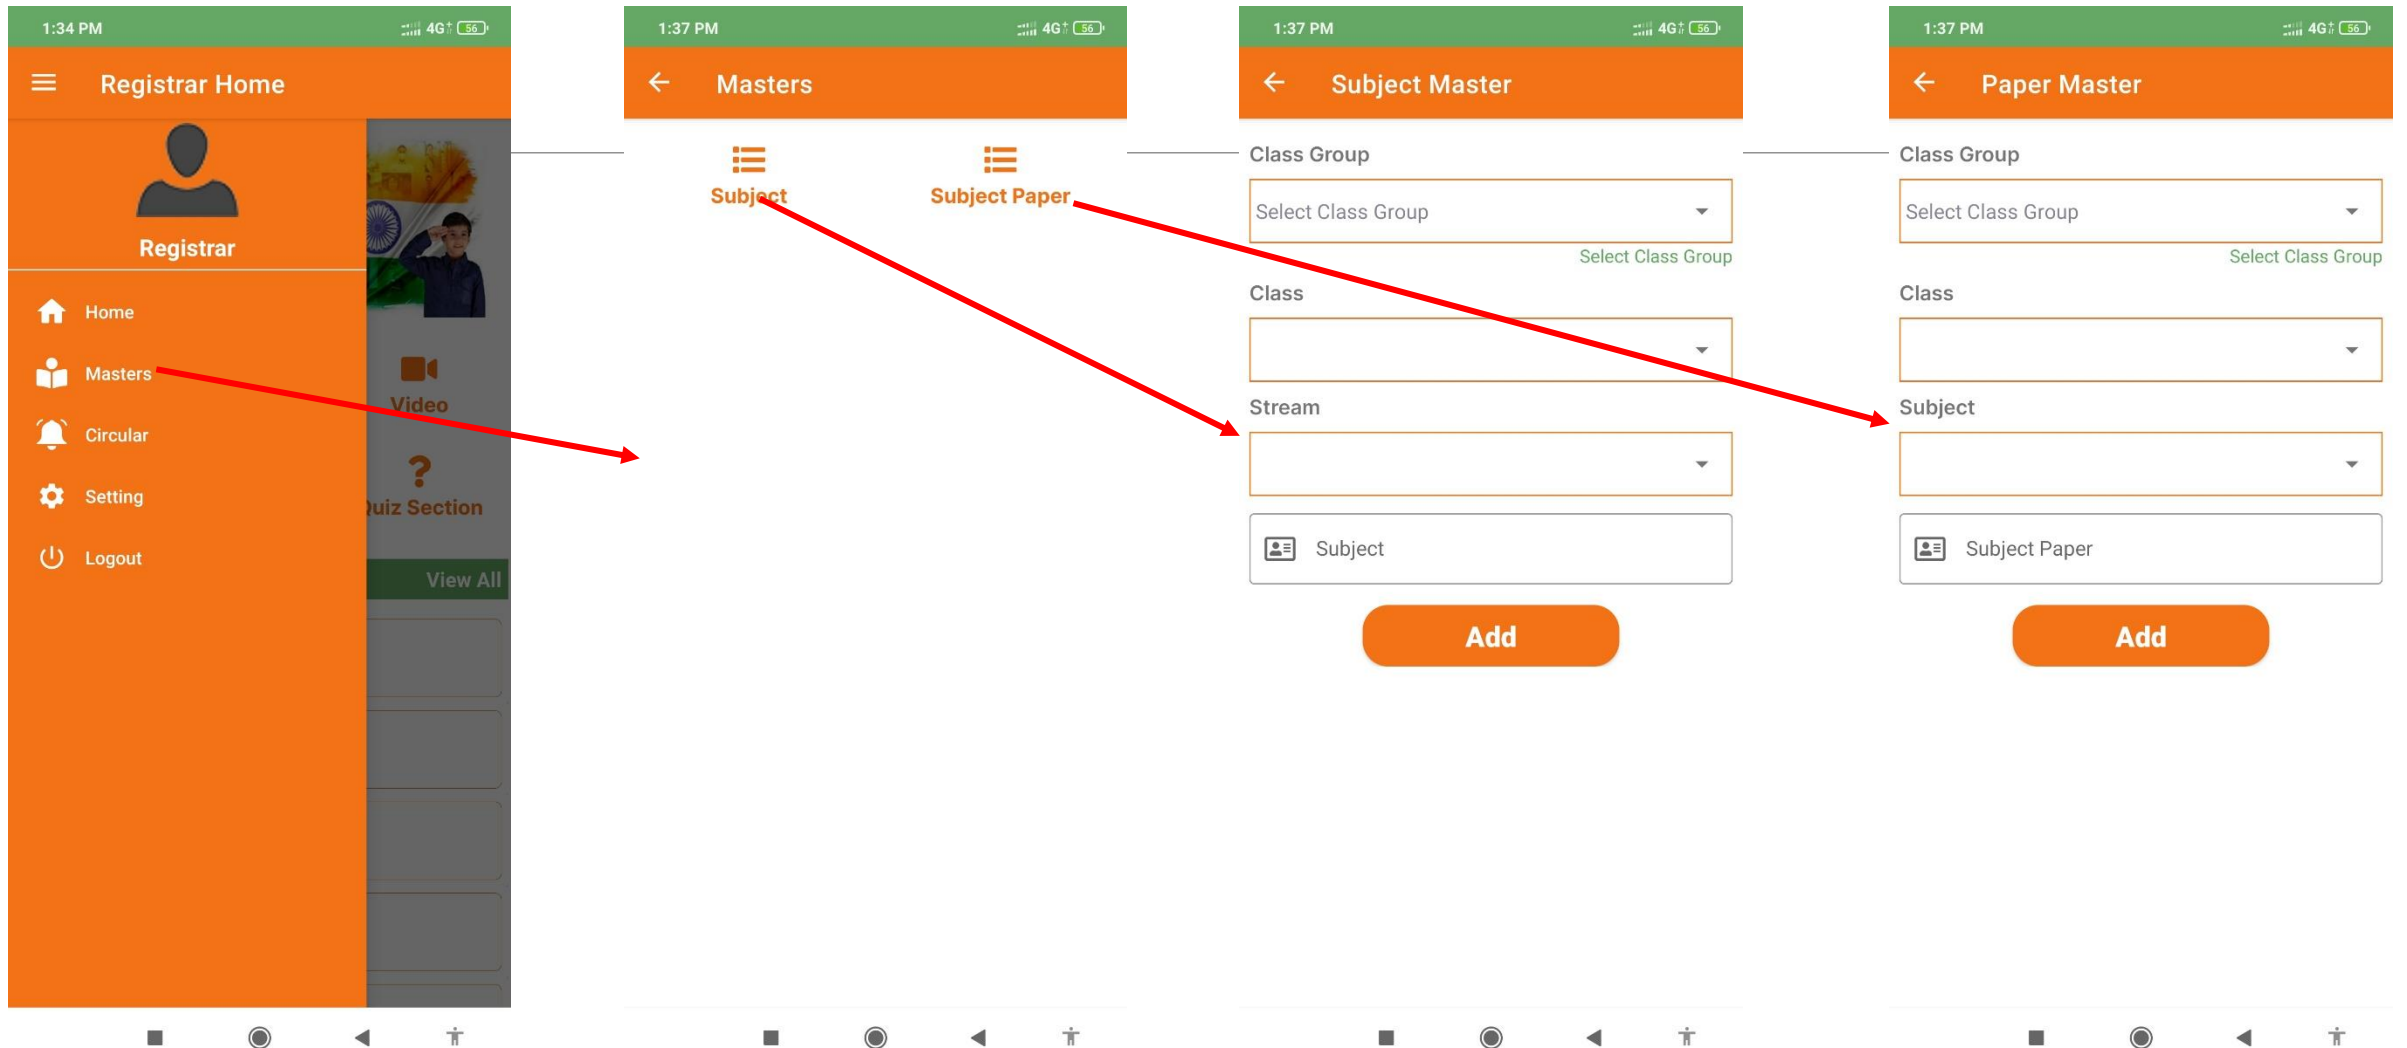 1:34 PM
4G+
56
Registrar Home
Registrar
Home
Masters
Circular
Setting
Logout
Video
Quiz Section
View All
1:37 PM
4G+
56
Masters
Subject
Subject Paper
1:37 PM
4G+
56
Subject Master
Class Group
Select Class Group
Select Class Group
Class
Stream
Subject
Add
1:37 PM
4G+
56
Paper Master
Class Group
Select Class Group
Select Class Group
Class
Subject
Subject Paper
Add